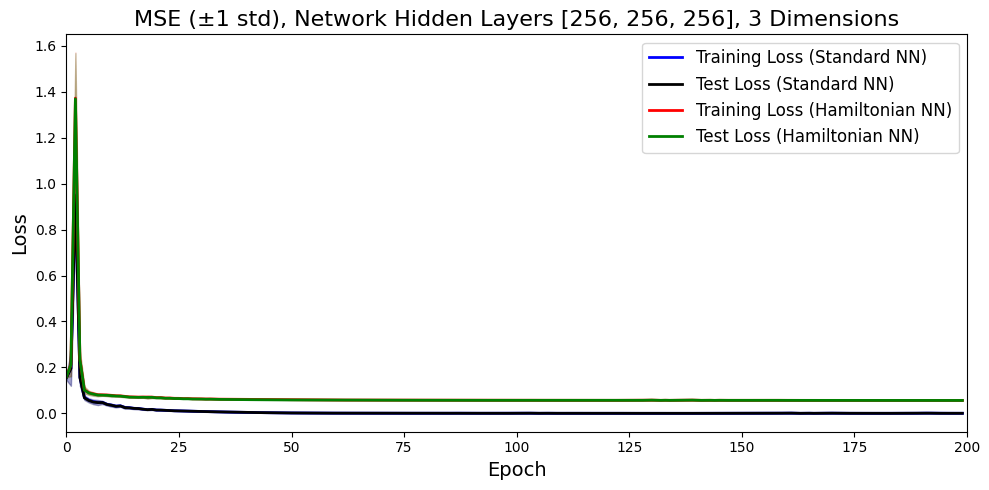 MSE (±1 std), Network Hidden Layers [256, 256, 256], 3 Dimensions
Training Loss (Standard NN)
Test Loss (Standard NN)
Training Loss (Hamiltonian NN)
Test Loss (Hamiltonian NN)
Loss
1.6
1.4
1.2
1.0
0.8
0.6
0.4
0.2
0.0
0 25 50 75 100 125 150 175 200
Epoch